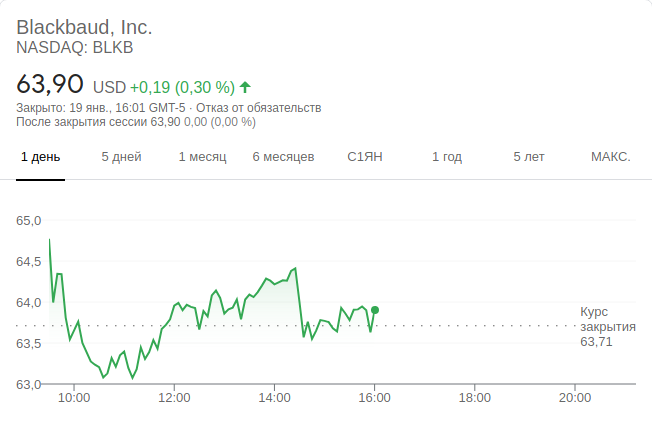 Blackbaud, Inc.
NASDAQ: BLKB
63,90 USD +0,19 (0,30 %)
Закрыто: 19 янв., 16:01 GMT-5 · Отказ от обязательств
После закрытия сессии 63,90 0,00 (0,00 %)
1 день 5 дней 1 месяц 6 месяцев С1ЯН 1 год 5 лет МАКС.
65,0
64,5
64,0
Курс
закрытия
63,71
63,5
63,0
10:00 12:00 14:00 16:00 18:00 20:00